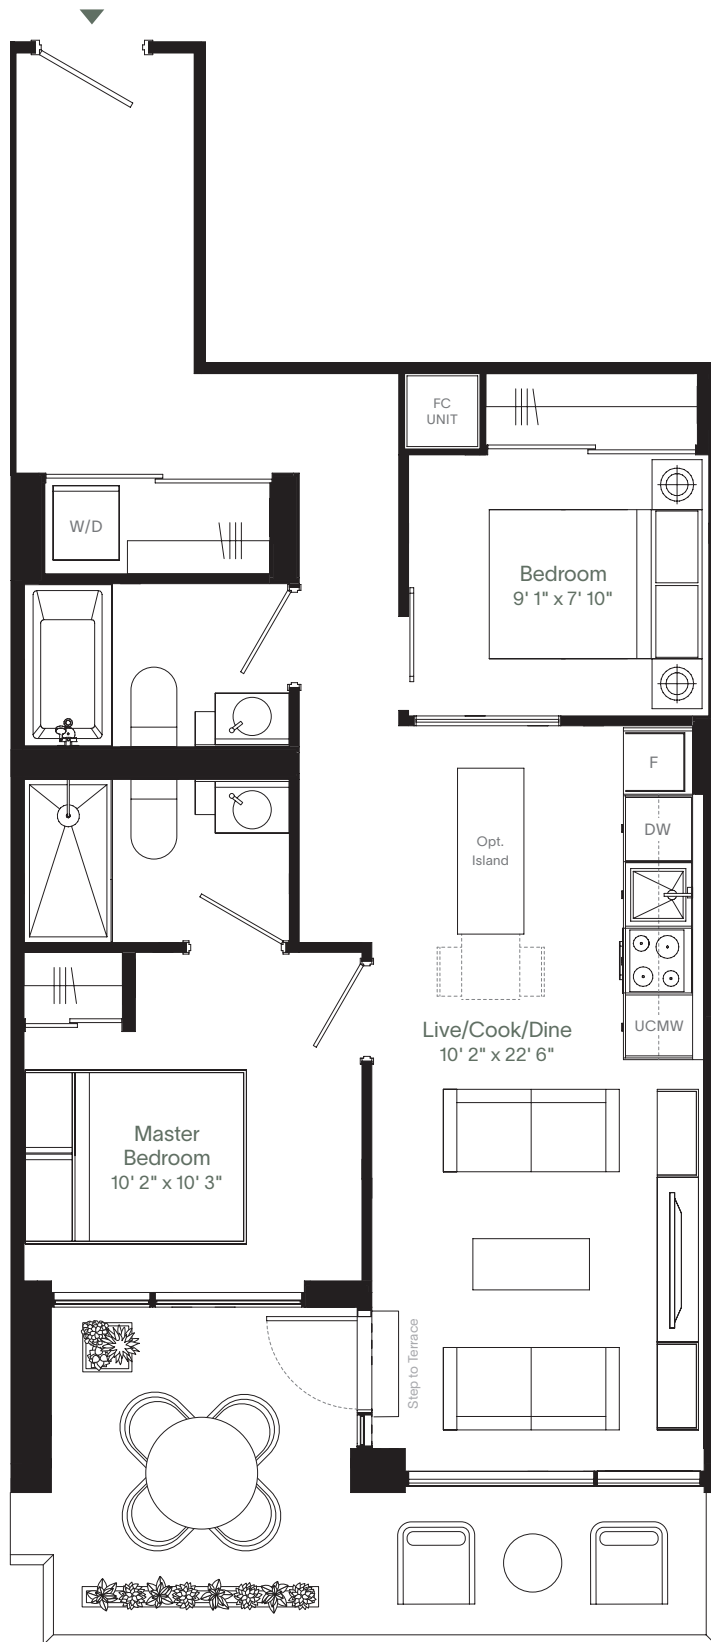 FC
UNIT
W/D
Bedroom
9' 1" x 7' 10"
F
DW
Opt.
Island
UCMW
Live/Cook/Dine
10' 2" x 22' 6"
Master
Bedroom
10' 2" x 10' 3"
Step to Terrace